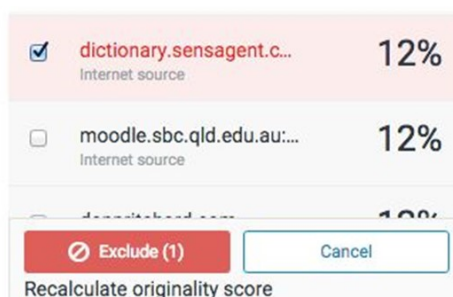 dictionary.sensagent.c... 12%
Internet source
moodle.sbc.qld.edu.au:... 12%
Internet source
Exclude (1) Cancel
Recalculate originality score